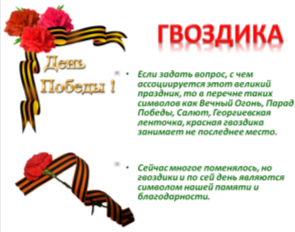 ГВОЗДИКА
День
Победы !
• Если задать вопрос, с чем
ассоциируется этот великий
праздник, то в перечне таких
символов как Вечный Огонь, Парад
Победы, Салют, Георгиевская
ленточка, красная гвоздика
занимает не последнее место.
• Сейчас многое поменялось, но
гвоздики и по сей день являются
символом нашей памяти и
благодарности.